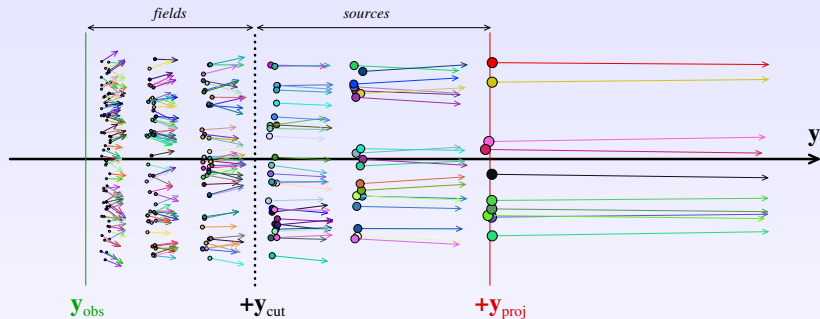 fields sources
y
y_obs +y_cut +y_proj